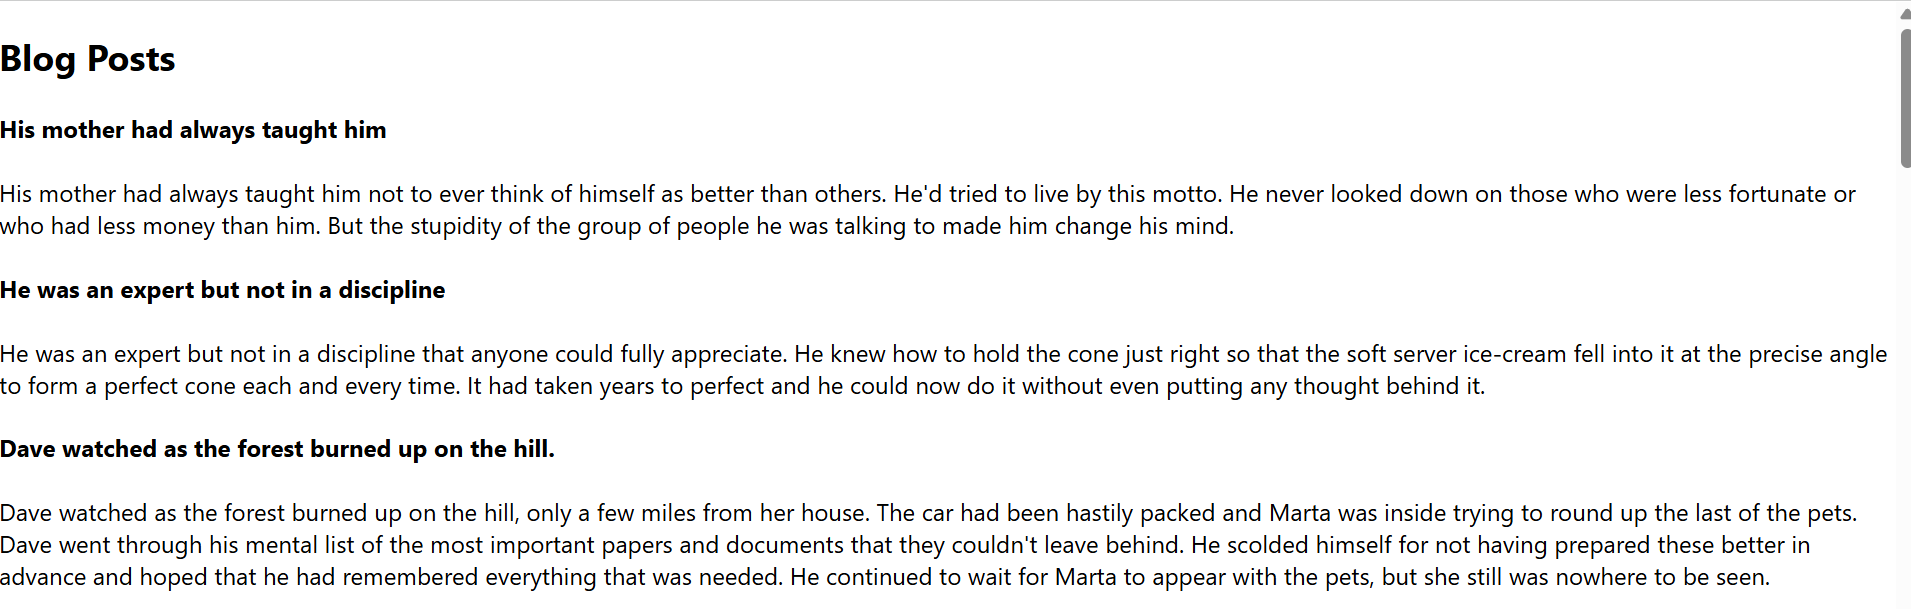 Blog Posts
His mother had always taught him
His mother had always taught him not to ever think of himself as better than others. He'd tried to live by this motto. He never looked down on those who were less fortunate or
who had less money than him. But the stupidity of the group of people he was talking to made him change his mind.
He was an expert but not in a discipline
He was an expert but not in a discipline that anyone could fully appreciate. He knew how to hold the cone just right so that the soft server ice-cream fell into it at the precise angle
to form a perfect cone each and every time. It had taken years to perfect and he could now do it without even putting any thought behind it.
Dave watched as the forest burned up on the hill.
Dave watched as the forest burned up on the hill, only a few miles from her house. The car had been hastily packed and Marta was inside trying to round up the last of the pets.
Dave went through his mental list of the most important papers and documents that they couldn't leave behind. He scolded himself for not having prepared these better in
advance and hoped that he had remembered everything that was needed. He continued to wait for Marta to appear with the pets, but she still was nowhere to be seen.